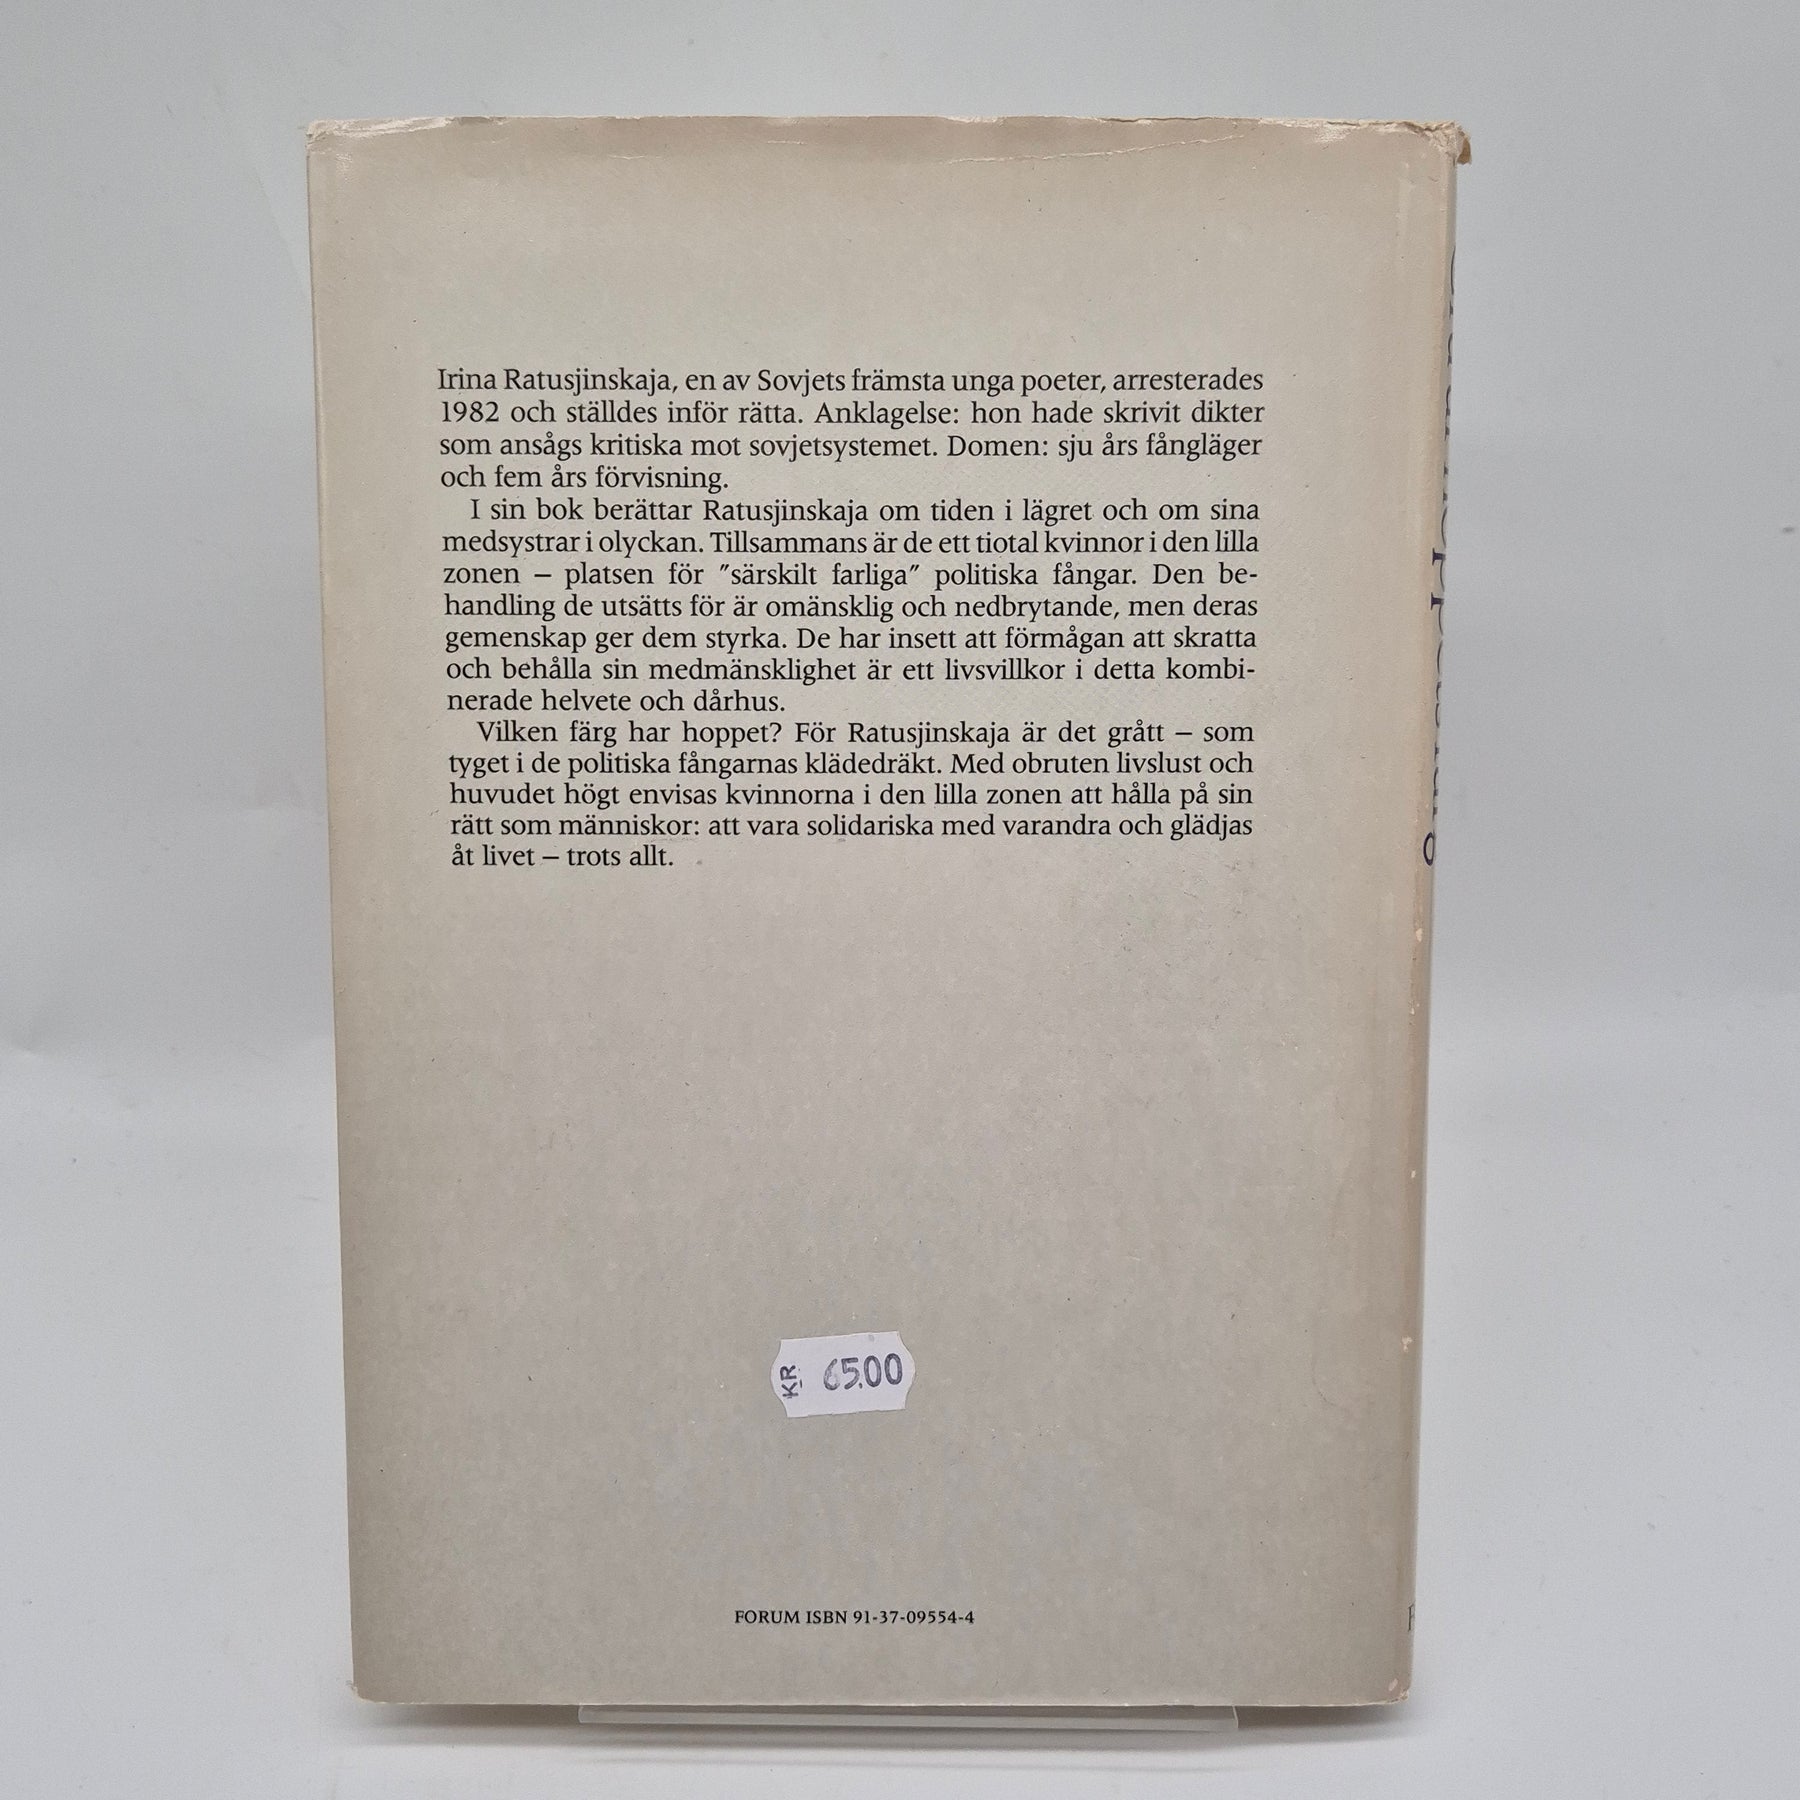 Irina Ratusjinskaja, en av Sovjets främsta unga poeter, arresterades
1982 och ställdes inför rätta. Anklagelse: hon hade skrivit dikter
som ansågs kritiska mot sovjetsystemet. Domen: sju års fångläger
och fem års förvisning.
I sin bok berättar Ratusjinskaja om tiden i lägret och om sina
medsystrar i olyckan. Tillsammans är de ett tiotal kvinnor i den lilla
zonen – platsen för ″särskilt farliga″ politiska fångar. Den be-
handling de utsätts för är omänsklig och nedbrytande, men deras
gemenskap ger dem styrka. De har insett att förmågan att skratta
och behålla sin medmänsklighet är ett livsvillkor i detta kombi-
nerade helvete och dårhus.
Vilken färg har hoppet? För Ratusjinskaja är det grått – som
tyget i de politiska fångarnas klädedräkt. Med obruten livslust och
huvudet högt envisas kvinnorna i den lilla zonen att hålla på sin
rätt som människor: att vara solidariska med varandra och glädjas
åt livet – trots allt.
KR 65.00
FORUM ISBN 91-37-09554-4